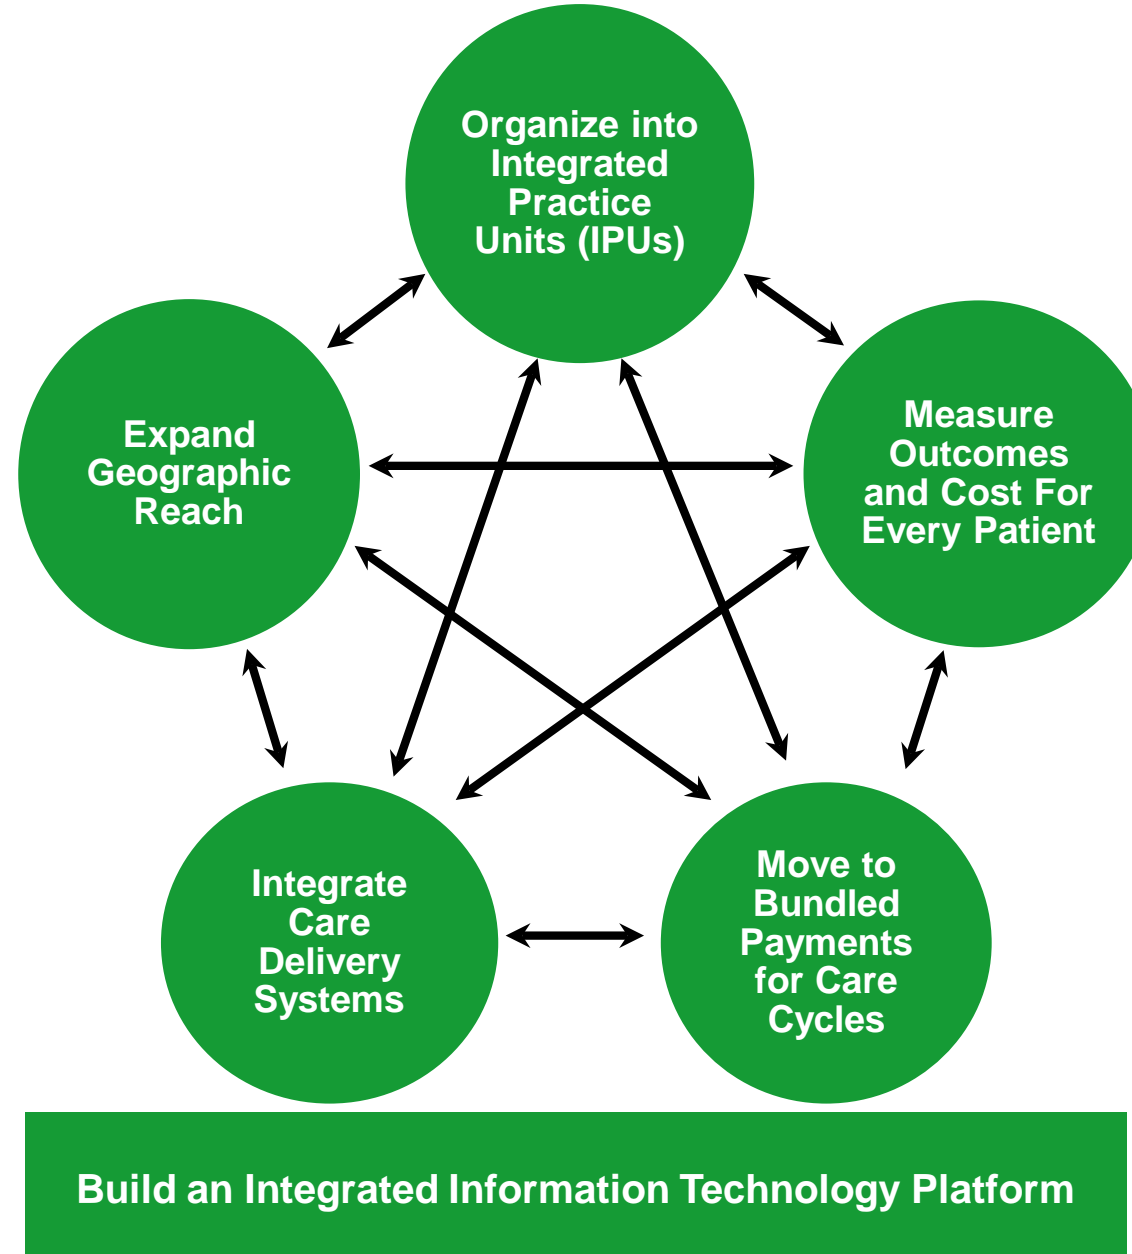 Organize into
Integrated
Practice
Units (IPUs)
Expand
Geographic
Reach
Measure
Outcomes
and Cost For
Every Patient
Integrate
Care
Delivery
Systems
Move to
Bundled
Payments
for Care
Cycles
Build an Integrated Information Technology Platform